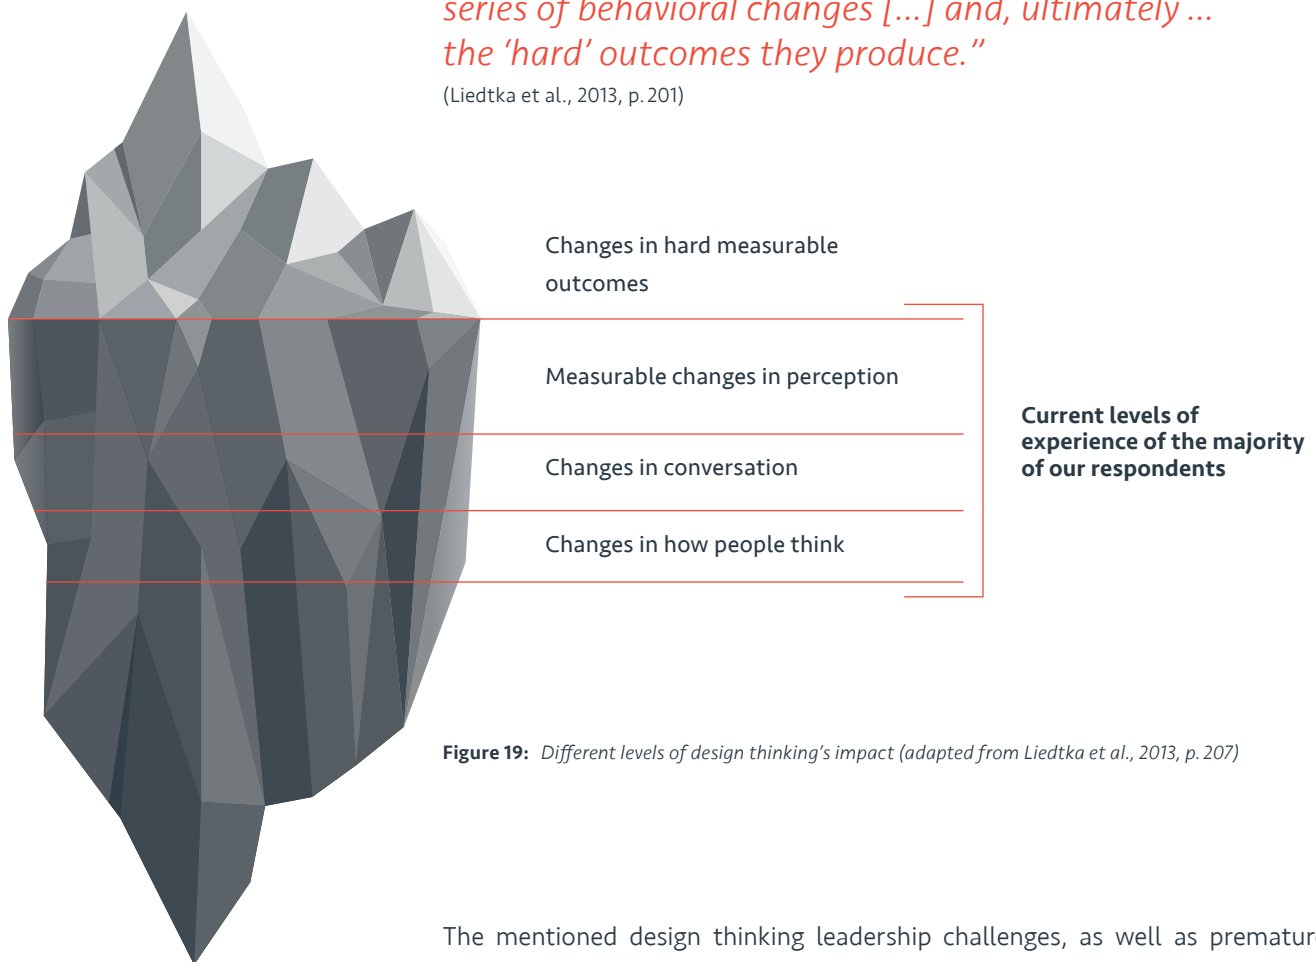 series of behavioral changes [...] and, ultimately ...
the ‘hard’ outcomes they produce.”
(Liedtka et al., 2013, p. 201)
Changes in hard measurable
outcomes
Measurable changes in perception
Changes in conversation
Changes in how people think
Current levels of
experience of the majority
of our respondents
Figure 19: Different levels of design thinking’s impact (adapted from Liedtka et al., 2013, p. 207)
The mentioned design thinking leadership challenges, as well as prematur